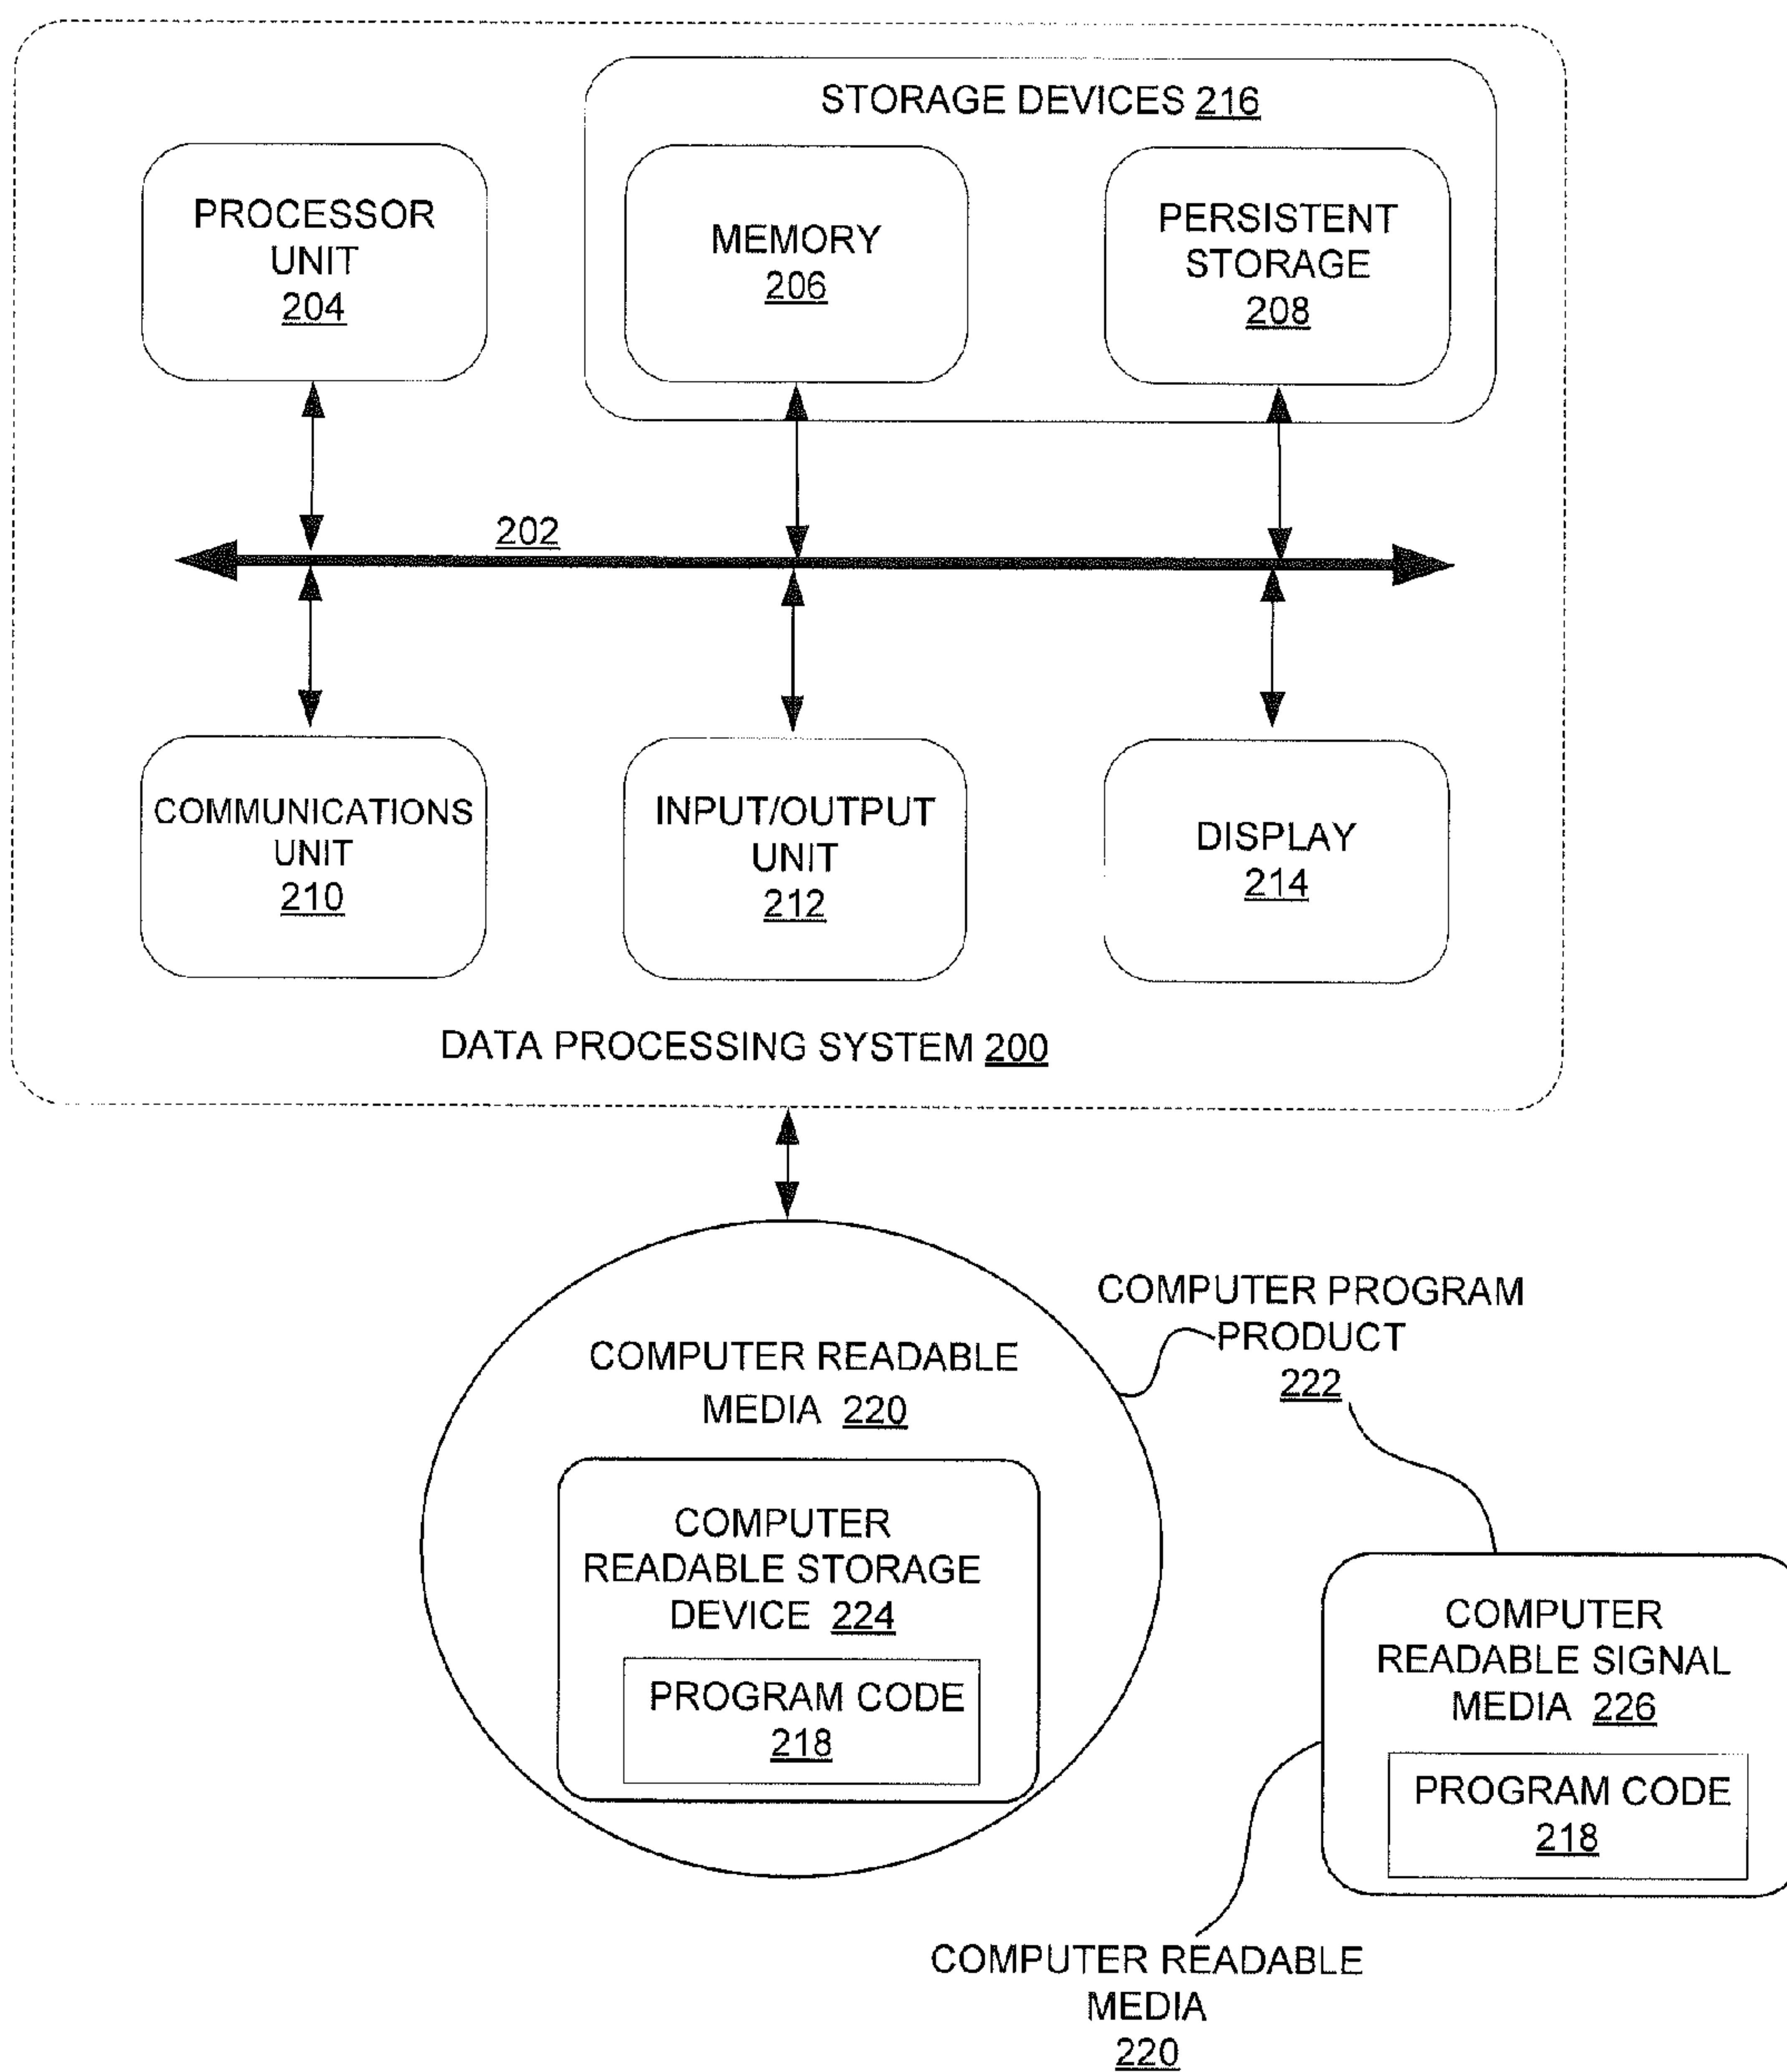 STORAGE DEVICES 216
PROCESSOR
UNIT
204
MEMORY
206
PERSISTENT
STORAGE
208
202
COMMUNICATIONS
UNIT
210
INPUT/OUTPUT
UNIT
212
DISPLAY
214
DATA PROCESSING SYSTEM 200
COMPUTER PROGRAM
PRODUCT
222
COMPUTER READABLE
MEDIA 220
COMPUTER
READABLE STORAGE
DEVICE 224
PROGRAM CODE
218
COMPUTER
READABLE SIGNAL
MEDIA 226
PROGRAM CODE
218
COMPUTER READABLE
MEDIA
220